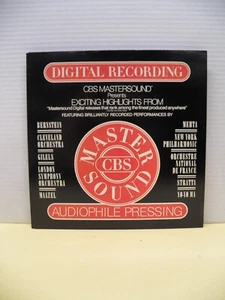 DIGITAL RECORDING
CBS MASTERSOUND
Presents
EXCITING HIGHLIGHTS FROM
"Mastersound Digital releases that rank among the finest produced anywhere"
FEATURING BRILLIANTLY RECORDED PERFORMANCES BY
BERNSTEIN
CLEVELAND
ORCHESTRA
GILELS
LONDON
SYMPHONY
ORCHESTRA
MAAZEL
MASTER
CBS
SOUND
MEHTA
NEW YORK
PHILHARMONIC
ORCHESTRE
NATIONAL
DE FRANCE
STRATTA
YO-YO MA
AUDIOPHILE PRESSING